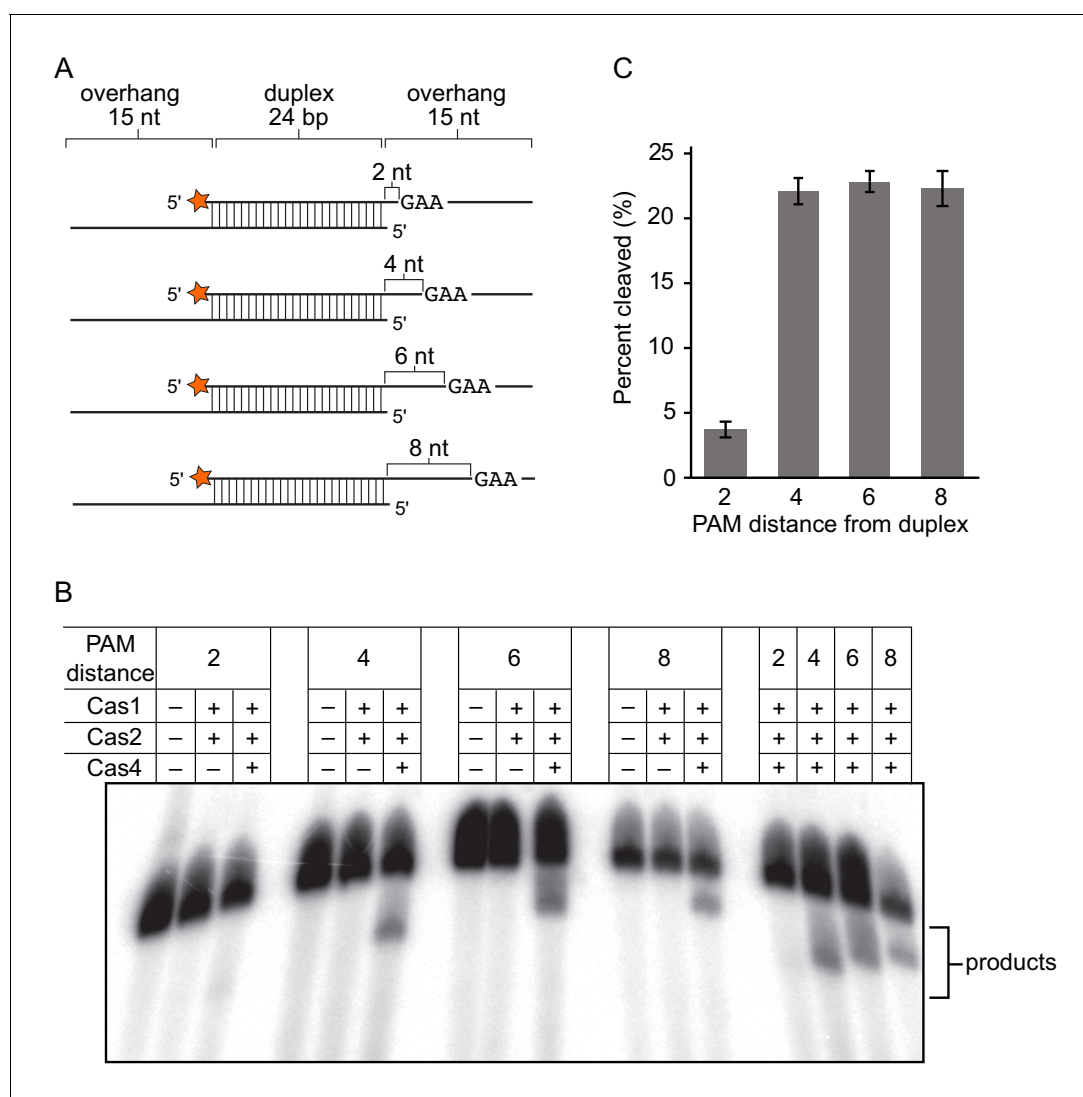 A
overhang duplex overhang
15 nt 24 bp 15 nt
2 nt
5' GAA
5'
4 nt
5' GAA
5'
6 nt
5' GAA
5'
8 nt
5' GAA
5'
C
Percent cleaved (%)
25
20
15
10
5
0
2 4 6 8
PAM distance from duplex
B
PAM distance 2 4 6 8 2 4 6 8
Cas1 – + + – + + – + + – + + + + + +
Cas2 – + + – + + – + + – + + + + + +
Cas4 – – + – – + – – + – – + + + + +
products